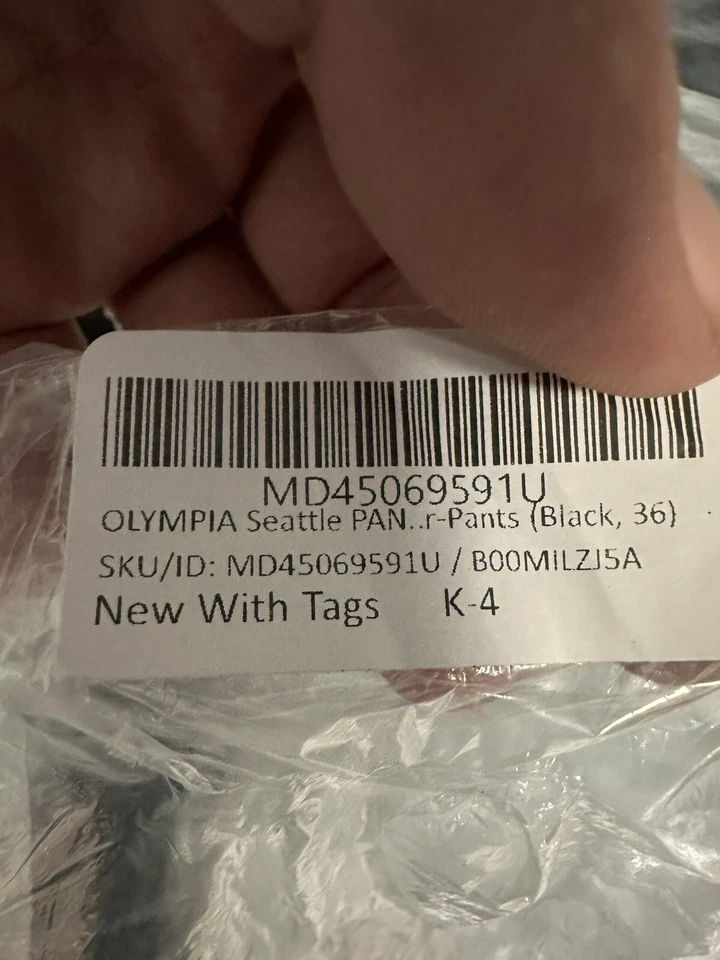 MD45069591U
OLYMPIA Seattle PAN..r-Pants (Black, 36)
SKU/ID: MD45069591U / B00MILZJ5A
New With Tags K-4